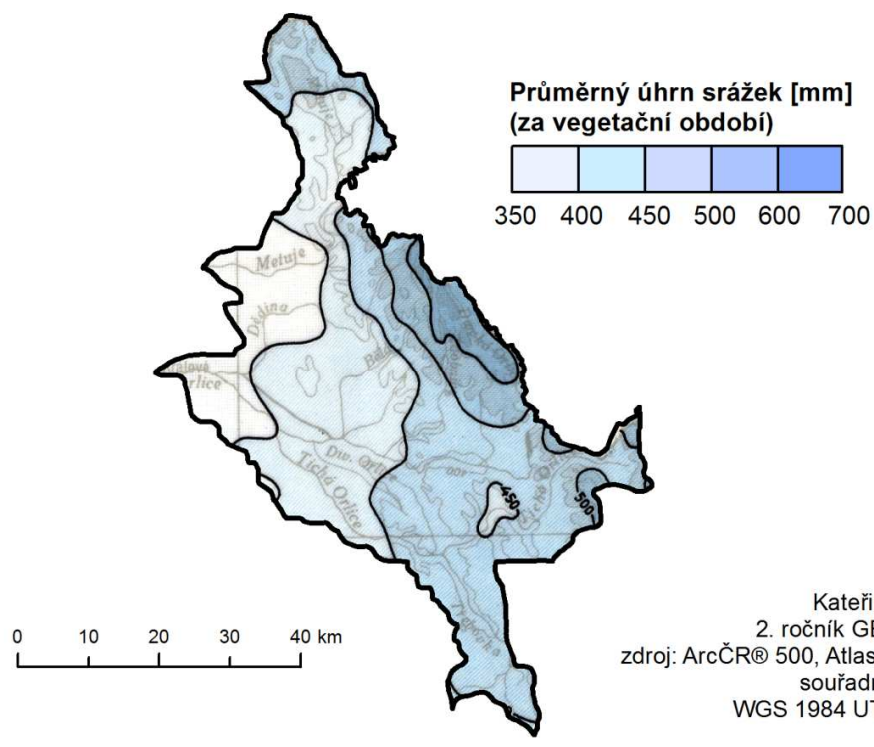 Průměrný úhrn srážek [mm]
(za vegetační období)
350 400 450 500 600 700
Metuje
Dědina
Orlice
Tichá Orlice
450
500
400
Třebovka
0 10 20 30 40 km
Kateři
2. ročník GE
zdroj: ArcČR® 500, Atlas
souřadn
WGS 1984 UT